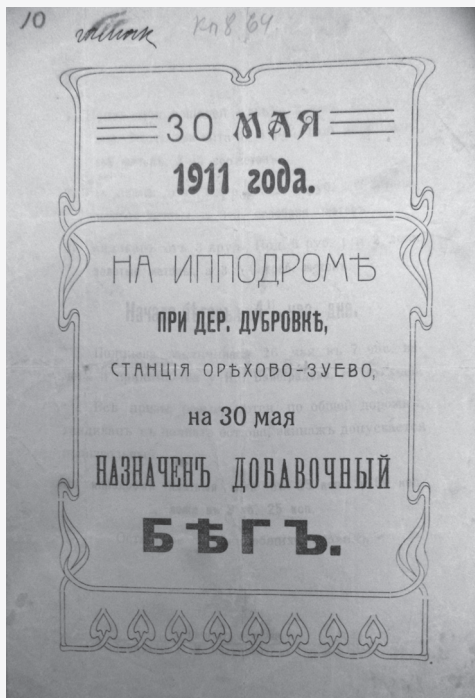 10
кп 8 64.
30 МАЯ
1911 года.
НА ИППОДРОМѢ
ПРИ ДЕР. ДУБРОВКѢ,
СТАНЦІЯ ОРѢХОВО-ЗУЕВО,
на 30 мая
НАЗНАЧЕНЪ ДОБАВОЧНЫЙ
БѢГЪ.